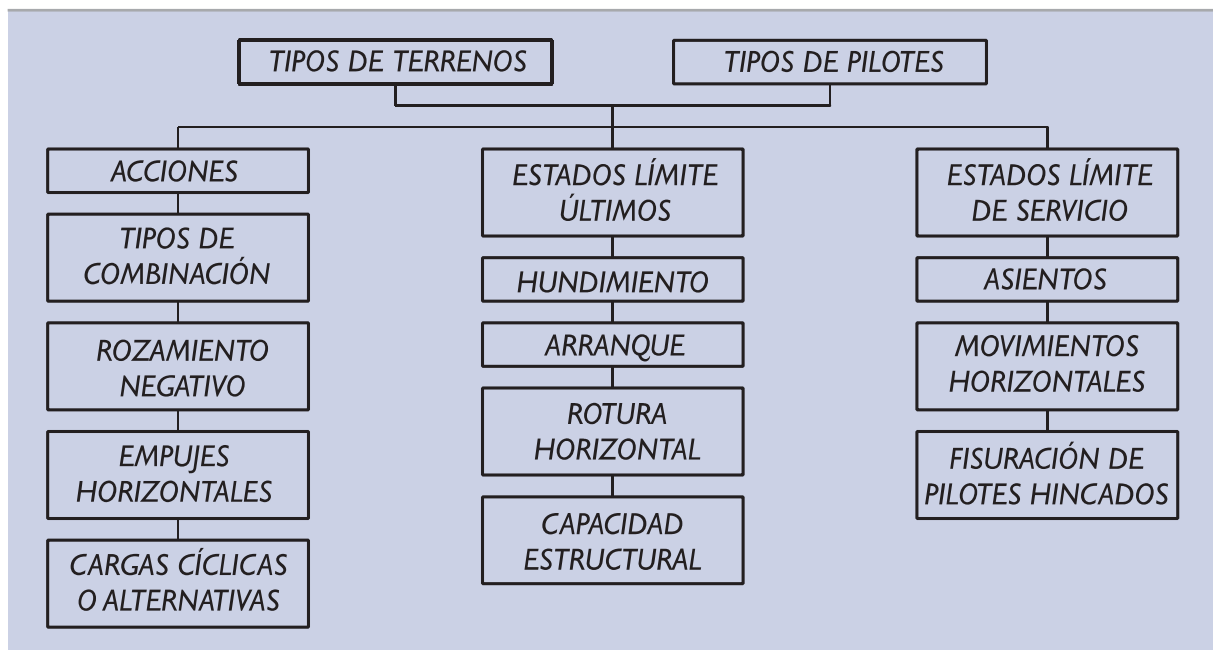 TIPOS DE TERRENOS
TIPOS DE PILOTES
ACCIONES
TIPOS DE
COMBINACIÓN
ROZAMIENTO
NEGATIVO
EMPUJES
HORIZONTALES
CARGAS CÍCLICAS
O ALTERNATIVAS
ESTADOS LÍMITE
ÚLTIMOS
HUNDIMIENTO
ARRANQUE
ROTURA
HORIZONTAL
CAPACIDAD
ESTRUCTURAL
ESTADOS LÍMITE
DE SERVICIO
ASIENTOS
MOVIMIENTOS
HORIZONTALES
FISURACIÓN DE
PILOTES HINCADOS